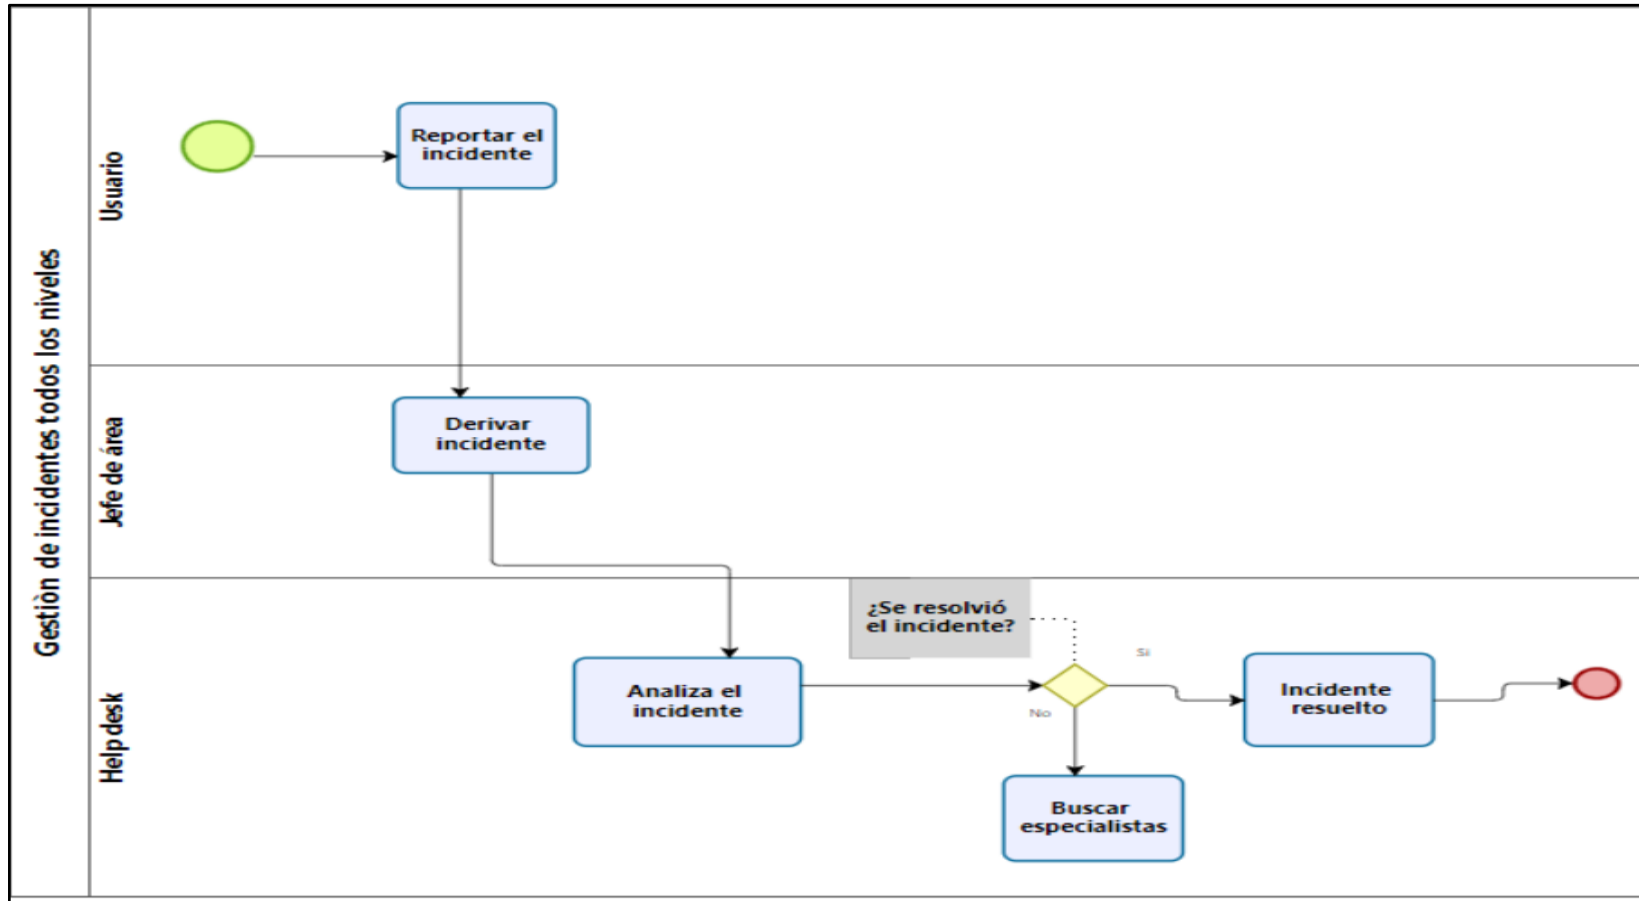 Gestiòn de incidentes todos los niveles
Usuario
Reportar el
incidente
Jefe de área
Derivar
incidente
Help desk
Analiza el
incidente
¿Se resolvió
el incidente?
Si
No
Incidente
resuelto
Buscar
especialistas